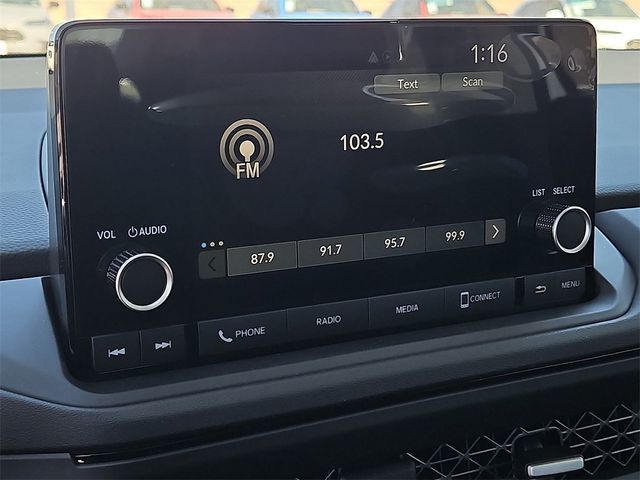 1:16
Text Scan
FM
103.5
LIST SELECT
VOL AUDIO
87.9 91.7 95.7 99.9
PHONE RADIO MEDIA CONNECT MENU